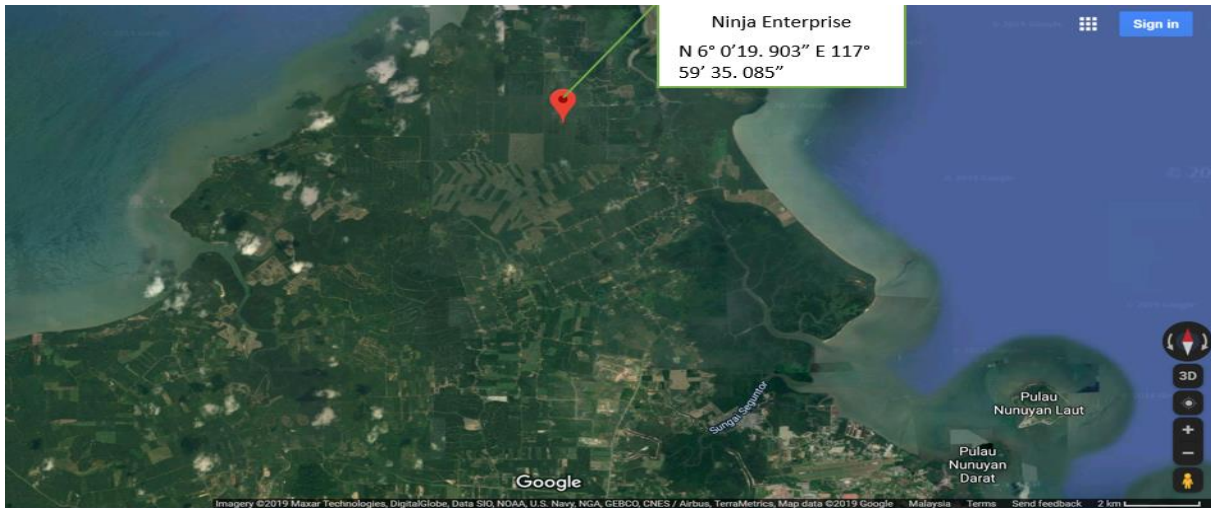 Ninja Enterprise
N 6° 0’19. 903” E 117°
59’ 35. 085”
Sign in
3D
Pulau
Nunuyan Laut
Sungai Seguntor
Pulau
Nunuyan
Darat
Google
Imagery ©2019 Maxar Technologies, DigitalGlobe, Data SIO, NOAA, U.S. Navy, NGA, GEBCO, CNES / Airbus, TerraMetrics, Map data ©2019 Google Malaysia Terms Send feedback 2 km